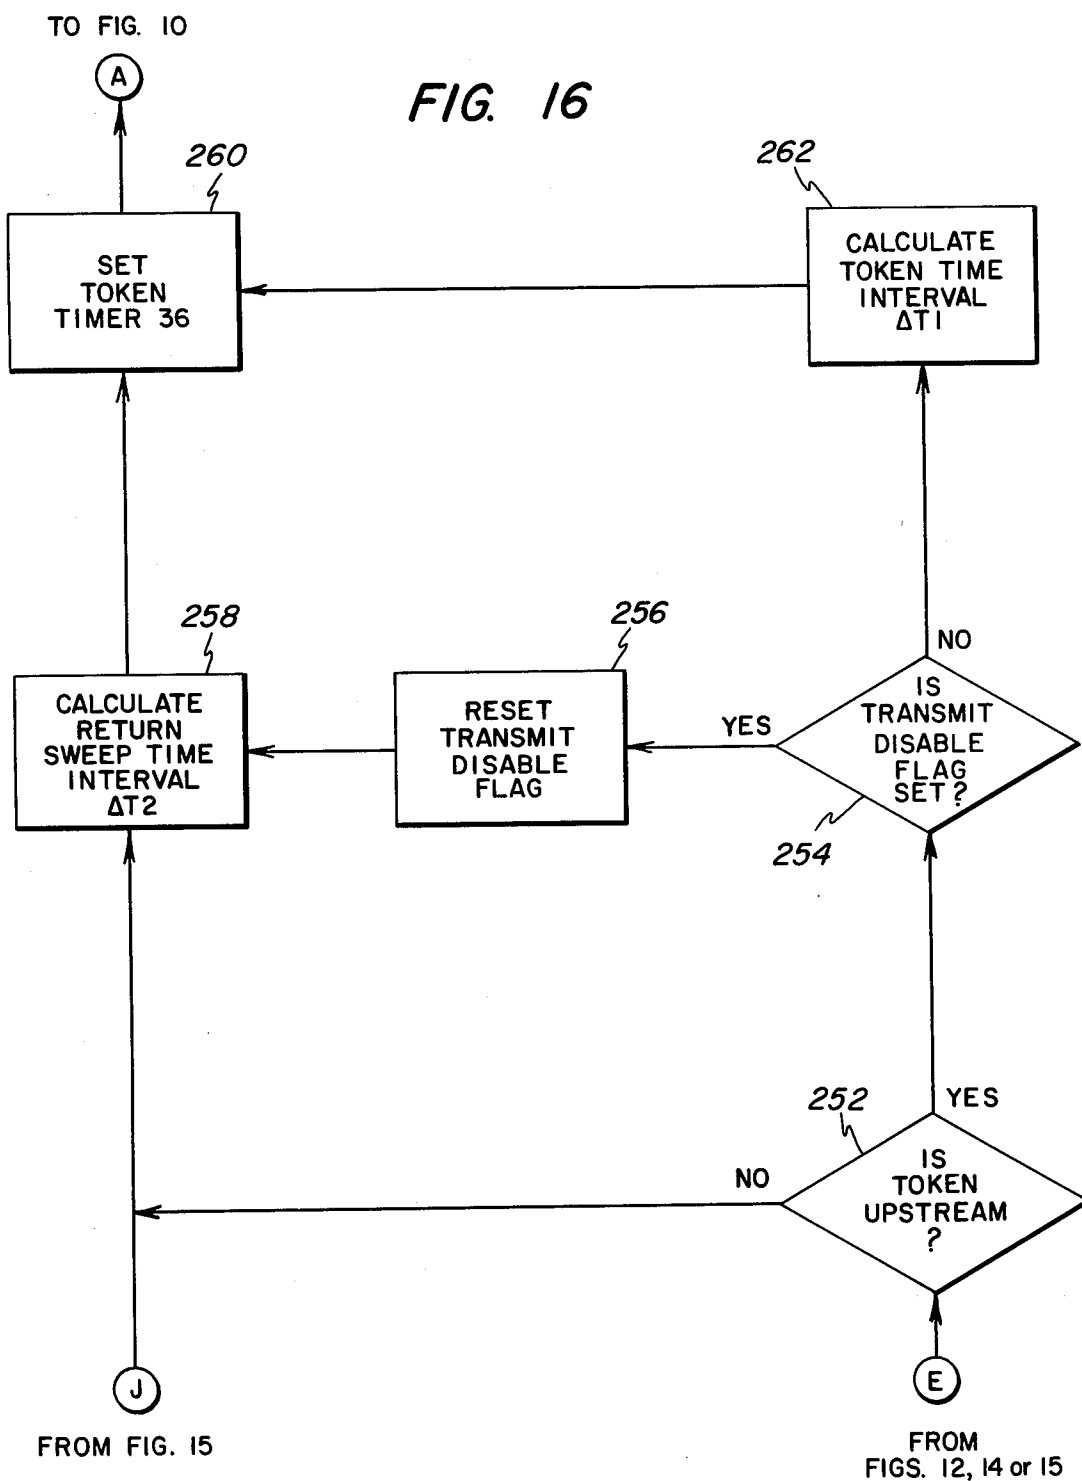 TO FIG. 10
A
FIG. 16
260
262
SET
TOKEN
TIMER 36
CALCULATE
TOKEN TIME
INTERVAL
ΔT1
258
256
NO
CALCULATE
RETURN
SWEEP TIME
INTERVAL
ΔT2
RESET
TRANSMIT
DISABLE
FLAG
YES
IS
TRANSMIT
DISABLE
FLAG
SET?
254
252
YES
NO
IS
TOKEN
UPSTREAM
?
J
E
FROM FIG. 15
FROM
FIGS. 12, 14 or 15